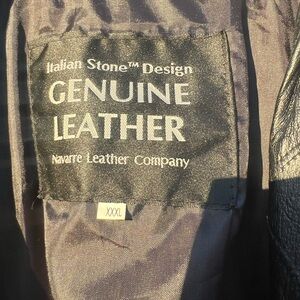 Italian Stone™ Design
GENUINE
LEATHER
Navarre Leather Company
XXXL